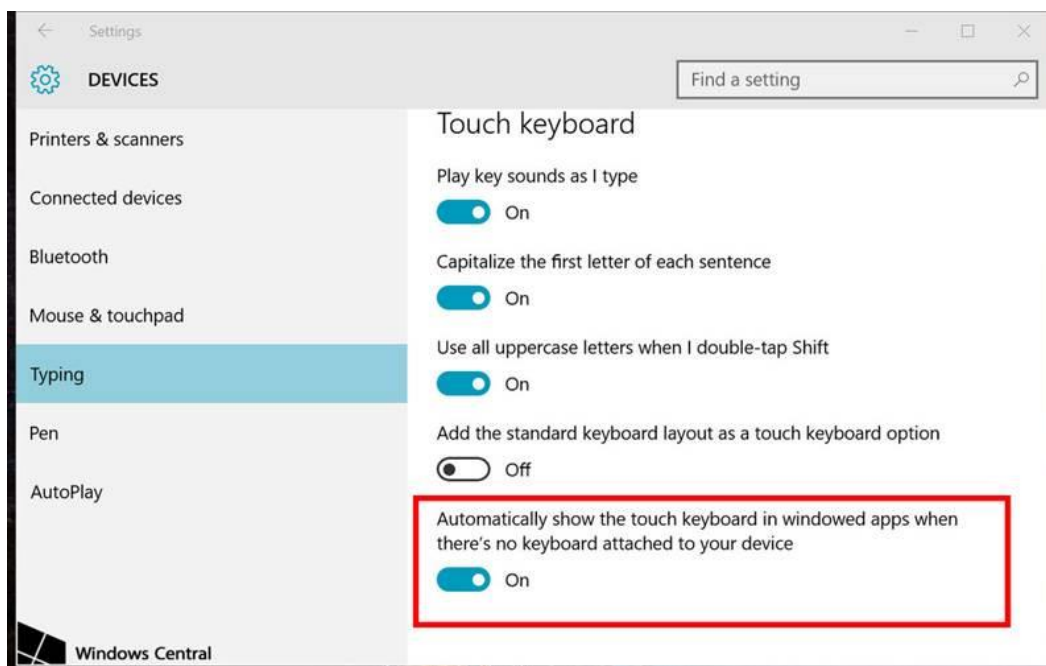 Settings
DEVICES
Find a setting
Printers & scanners
Connected devices
Bluetooth
Mouse & touchpad
Typing
Pen
AutoPlay
Touch keyboard
Play key sounds as I type
On
Capitalize the first letter of each sentence
On
Use all uppercase letters when I double-tap Shift
On
Add the standard keyboard layout as a touch keyboard option
Off
Automatically show the touch keyboard in windowed apps when
there's no keyboard attached to your device
On
Windows Central